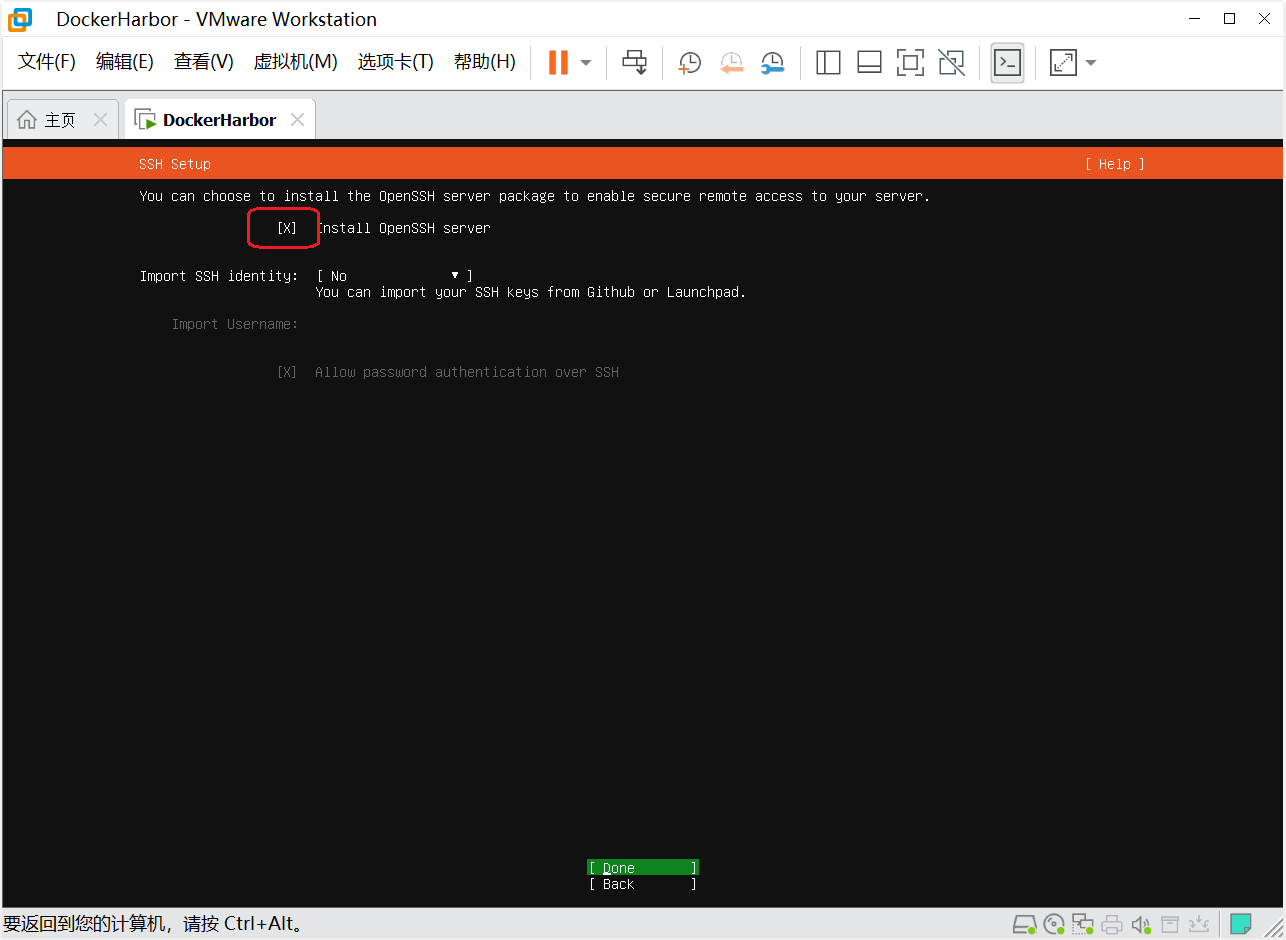 DockerHarbor - VMware Workstation
文件(F) 编辑(E) 查看(V) 虚拟机(M) 选项卡(T) 帮助(H)
主页 DockerHarbor
SSH Setup [ Help ]
You can choose to install the OpenSSH server package to enable secure remote access to your server.
[X] Install OpenSSH server
Import SSH identity: [ No ▾ ]
You can import your SSH keys from Github or Launchpad.
Import Username:
[X] Allow password authentication over SSH
[ Done ]
[ Back ]
要返回到您的计算机，请按 Ctrl+Alt。